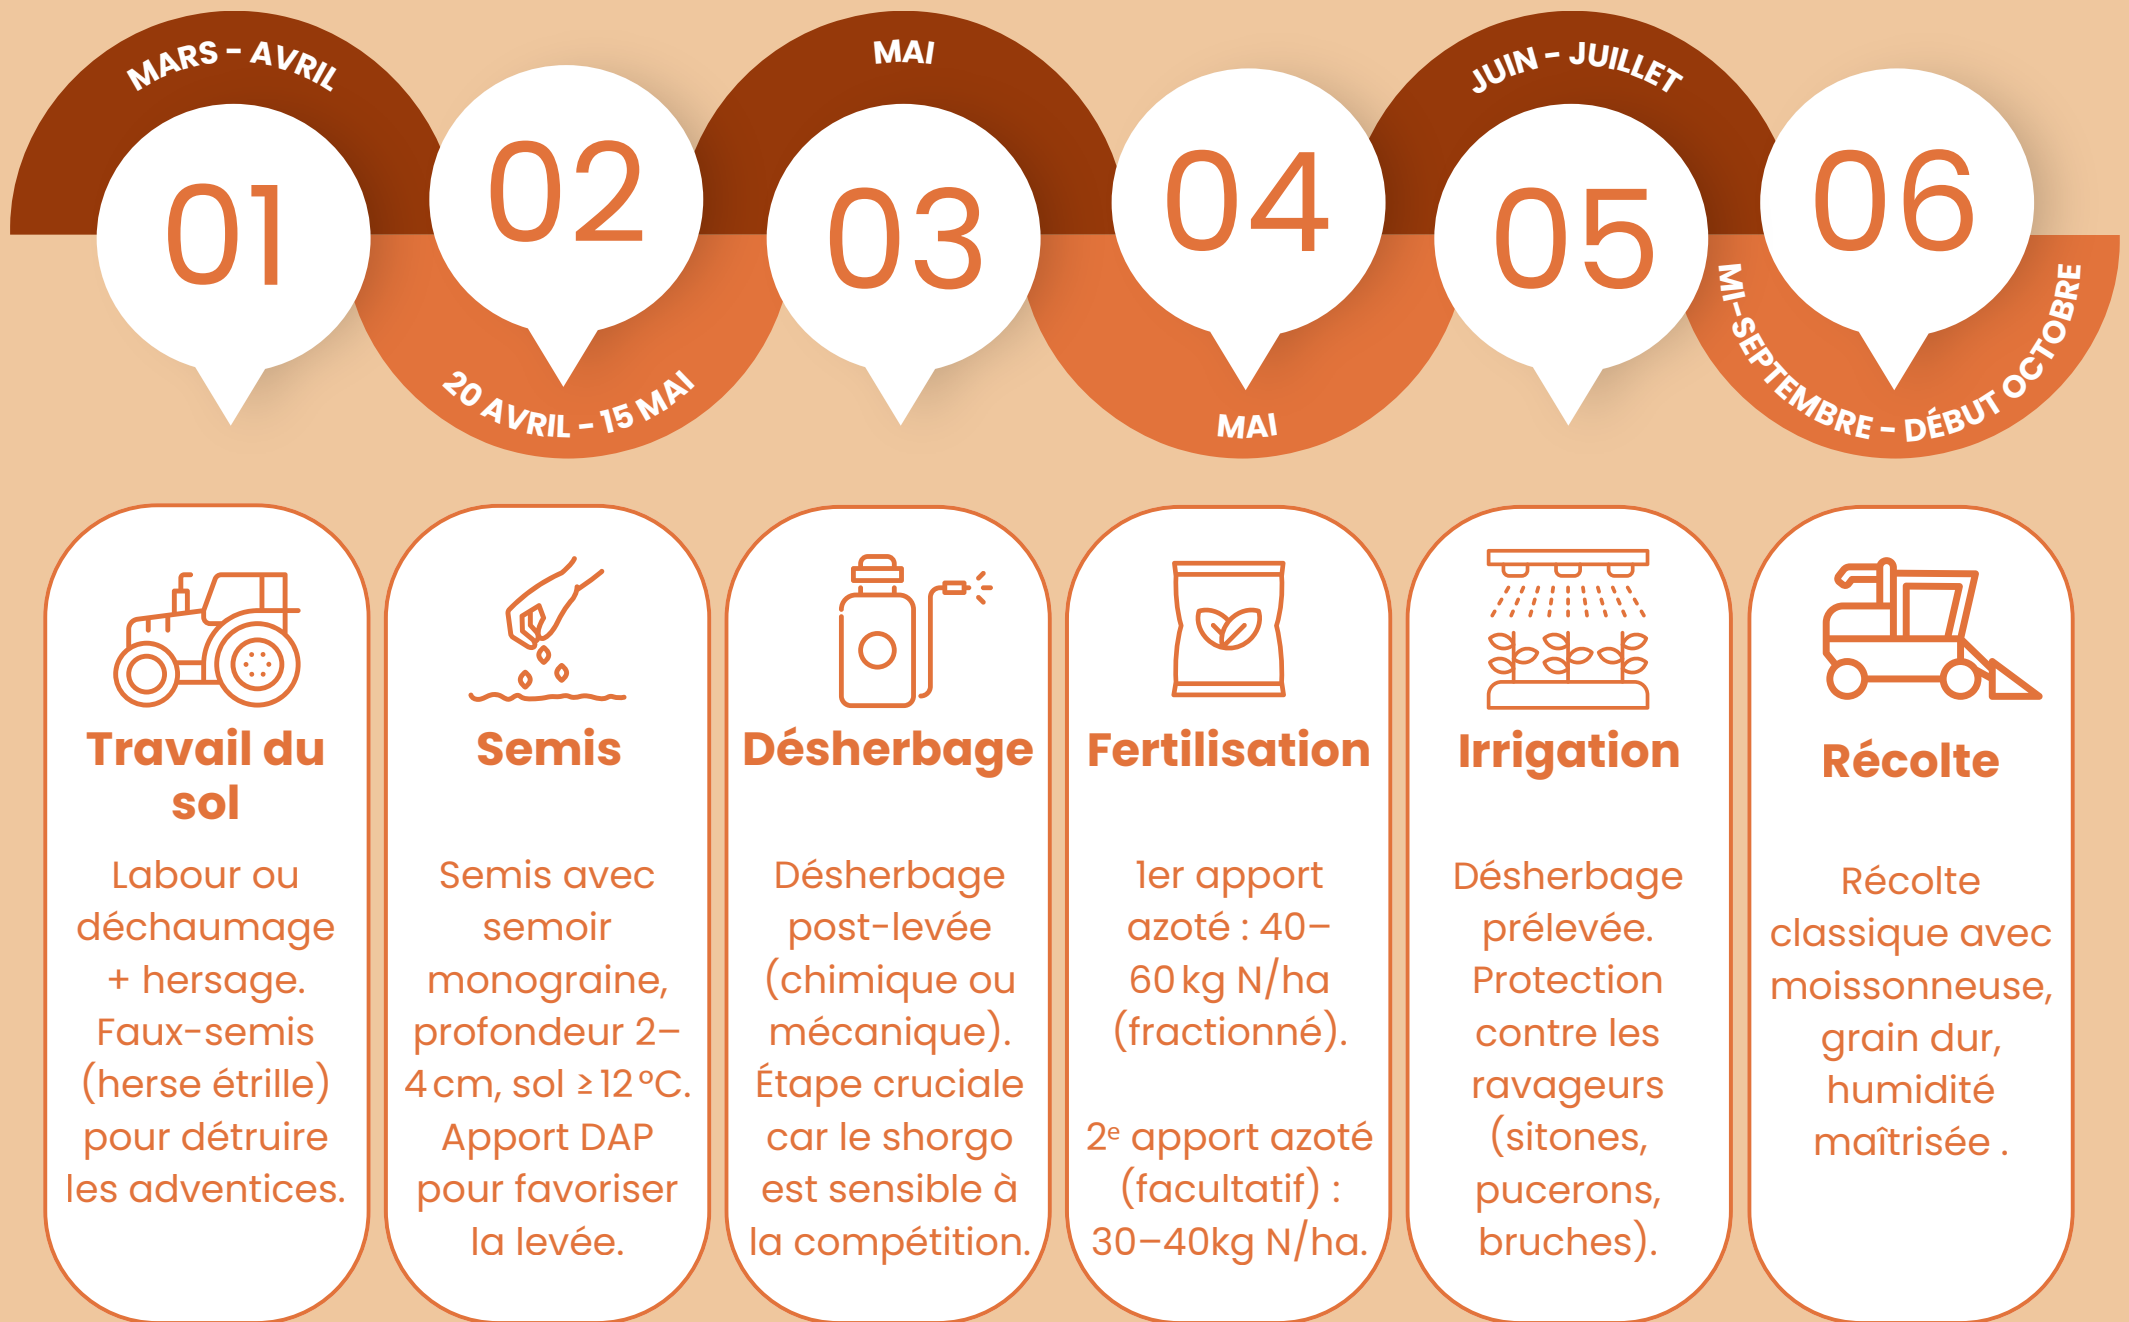 MARS - AVRIL
01
20 AVRIL - 15 MAI
02
MAI
03
MAI
04
JUIN - JUILLET
05
MI-SEPTEMBRE - DÉBUT OCTOBRE
06
Travail du
sol
Labour ou
déchaumage
+ hersage.
Faux-semis
(herse étrille)
pour détruire
les adventices.
Semis
Semis avec
semoir
monograine,
profondeur 2–
4 cm, sol ≥ 12 °C.
Apport DAP
pour favoriser
la levée.
Désherbage
Désherbage
post-levée
(chimique ou
mécanique).
Étape cruciale
car le shorgo
est sensible à
la compétition.
Fertilisation
1er apport
azoté : 40–
60 kg N/ha
(fractionné).
2ᵉ apport azoté
(facultatif) :
30–40kg N/ha.
Irrigation
Désherbage
prélevée.
Protection
contre les
ravageurs
(sitones,
pucerons,
bruches).
Récolte
Récolte
classique avec
moissonneuse,
grain dur,
humidité
maîtrisée .